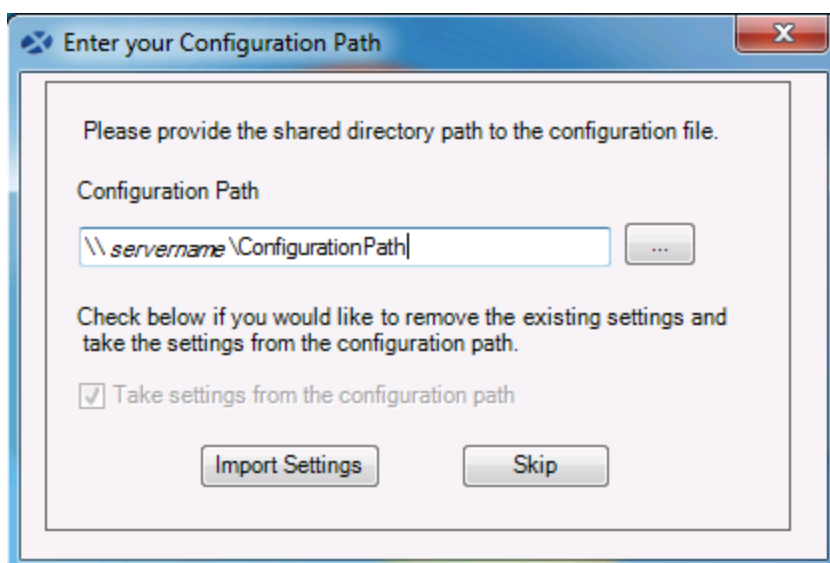 Enter your Configuration Path
X
Please provide the shared directory path to the configuration file.
Configuration Path
\\servername\ConfigurationPath
...
Check below if you would like to remove the existing settings and
take the settings from the configuration path.
Take settings from the configuration path
Import Settings Skip